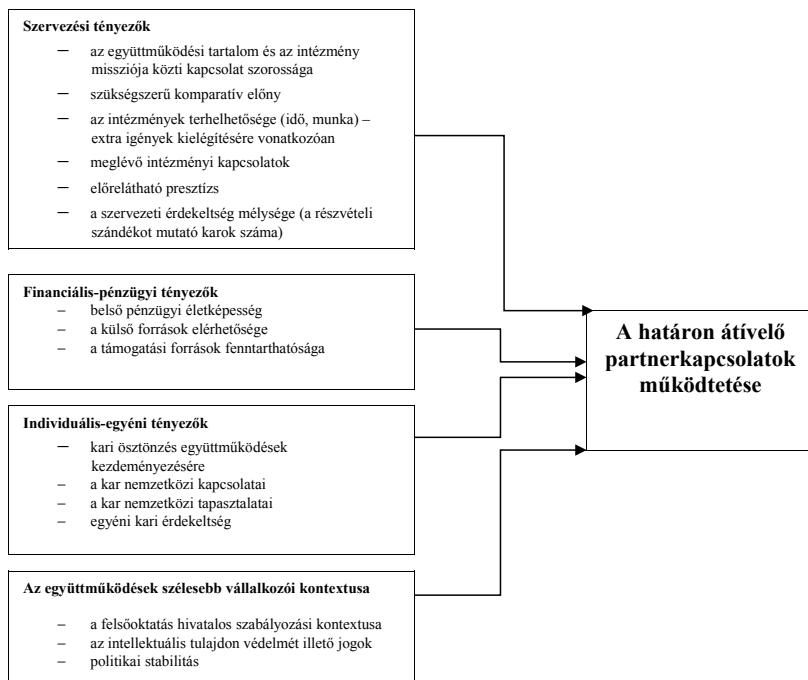 Szervezési tényezők
— az együttműködési tartalom és az intézmény
missziója közti kapcsolat szorossága
— szükségszerű komparatív előny
— az intézmények terhelhetősége (idő, munka) –
extra igények kielégítésére vonatkozóan
— meglévő intézményi kapcsolatok
— előrelátható presztízs
— a szervezeti érdekeltség mélysége (a részvételi
szándékot mutató karok száma)
Financiális-pénzügyi tényezők
– belső pénzügyi életképesség
– a külső források elérhetősége
– a támogatási források fenntarthatósága
Individuális-egyéni tényezők
— kari ösztönzés együttműködések
kezdeményezésére
– a kar nemzetközi kapcsolatai
– a kar nemzetközi tapasztalatai
– egyéni kari érdekeltség
Az együttműködések szélesebb vállalkozói kontextusa
– a felsőoktatás hivatalos szabályozási kontextusa
– az intellektuális tulajdon védelmét illető jogok
– politikai stabilitás
A határon átívelő
partnerkapcsolatok
működtetése